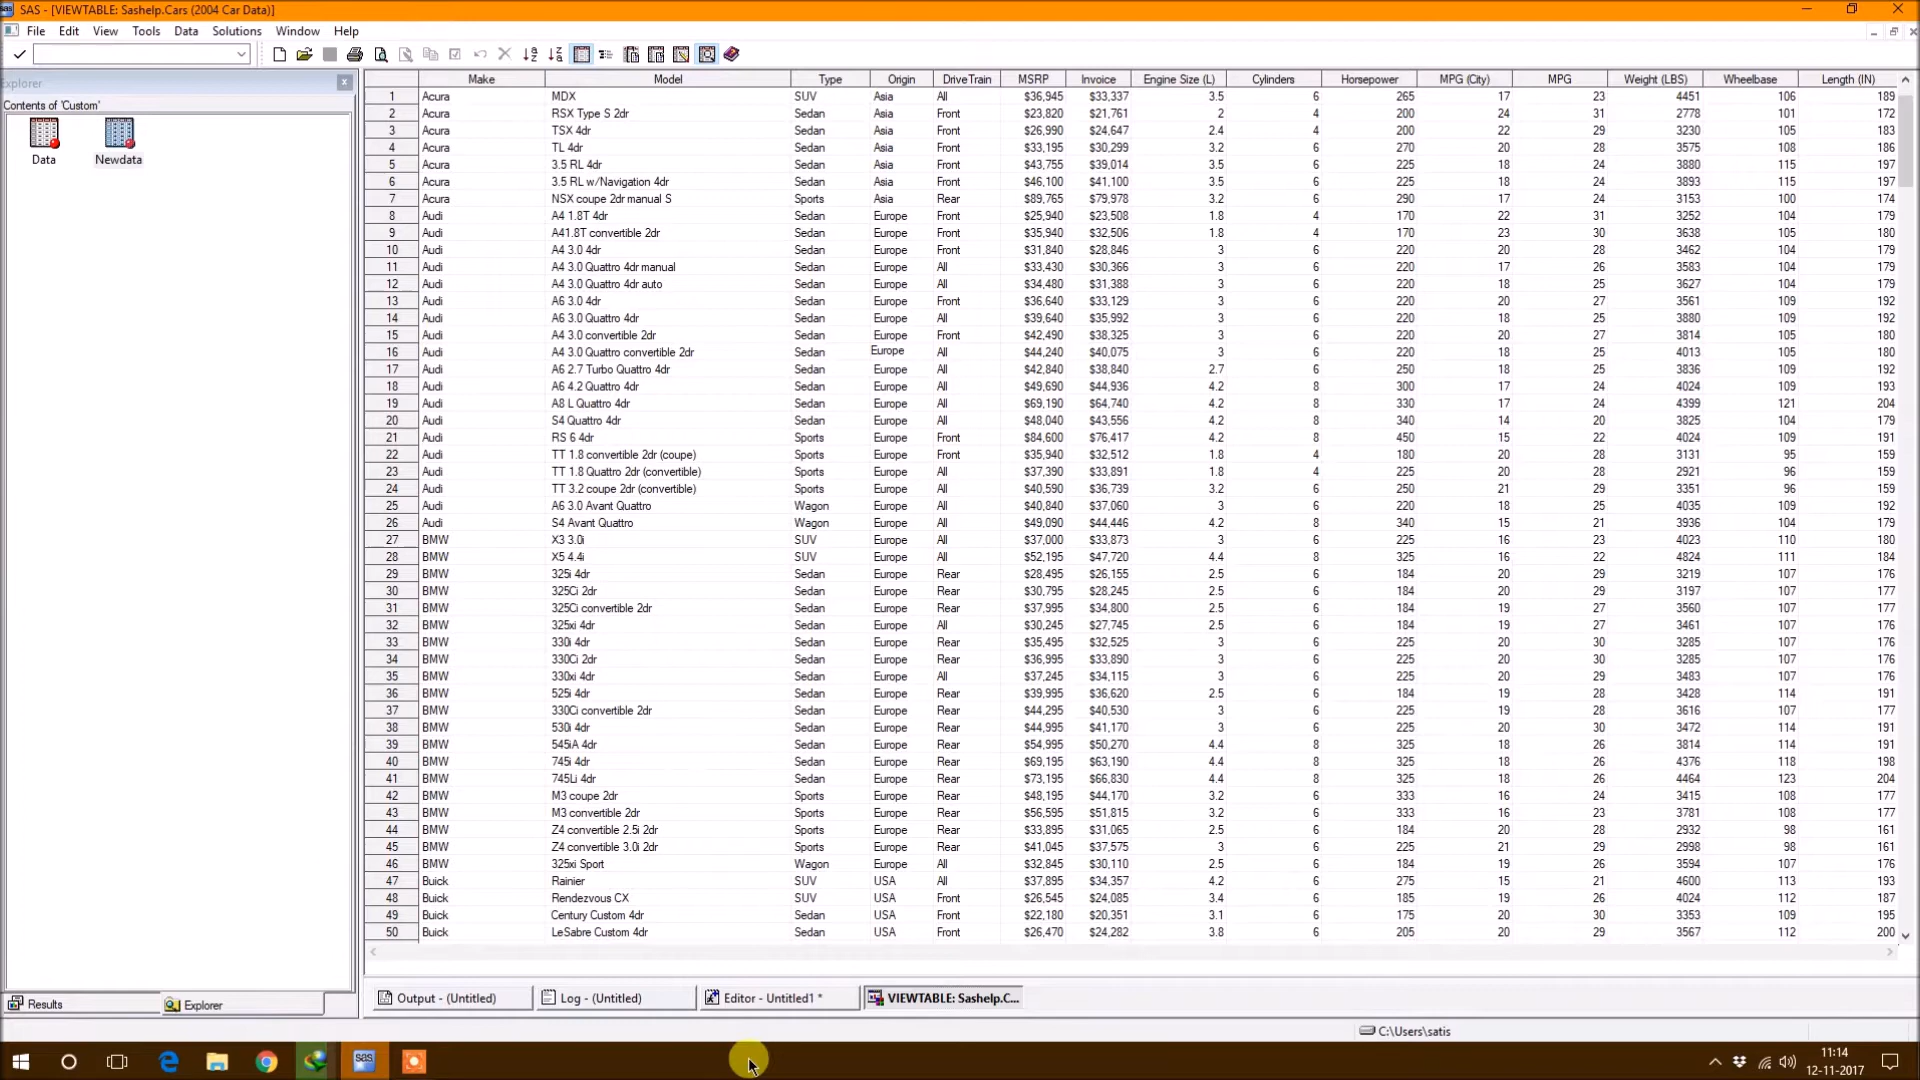 SAS - [VIEWTABLE: Sashelp.Cars (2004 Car Data)]
File Edit View Tools Data Solutions Window Help
Explorer
Contents of 'Custom'
Data Newdata
Make Model Type Origin DriveTrain MSRP Invoice Engine Size (L) Cylinders Horsepower MPG (City) MPG Weight (LBS) Wheelbase Length (IN)
1 Acura MDX SUV Asia All $36,945 $33,337 3.5 6 265 17 23 4451 106 189
2 Acura RSX Type S 2dr Sedan Asia Front $23,820 $21,761 2 4 200 24 31 2778 101 172
3 Acura TSX 4dr Sedan Asia Front $26,990 $24,647 2.4 4 200 22 29 3230 105 183
4 Acura TL 4dr Sedan Asia Front $33,195 $30,299 3.2 6 270 20 28 3575 108 186
5 Acura 3.5 RL 4dr Sedan Asia Front $43,755 $39,014 3.5 6 225 18 24 3880 115 197
6 Acura 3.5 RL w/Navigation 4dr Sedan Asia Front $46,100 $41,100 3.5 6 225 18 24 3893 115 197
7 Acura NSX coupe 2dr manual S Sports Asia Rear $89,765 $79,978 3.2 6 290 17 24 3153 100 174
8 Audi A4 1.8T 4dr Sedan Europe Front $25,940 $23,508 1.8 4 170 22 31 3252 104 179
9 Audi A41.8T convertible 2dr Sedan Europe Front $35,940 $32,506 1.8 4 170 23 30 3638 105 180
10 Audi A4 3.0 4dr Sedan Europe Front $31,840 $28,846 3 6 220 20 28 3462 104 179
11 Audi A4 3.0 Quattro 4dr manual Sedan Europe All $33,430 $30,366 3 6 220 17 26 3583 104 179
12 Audi A4 3.0 Quattro 4dr auto Sedan Europe All $34,480 $31,388 3 6 220 18 25 3627 104 179
13 Audi A6 3.0 4dr Sedan Europe Front $36,640 $33,129 3 6 220 20 27 3561 109 192
14 Audi A6 3.0 Quattro 4dr Sedan Europe All $39,640 $35,992 3 6 220 18 25 3880 109 192
15 Audi A4 3.0 convertible 2dr Sedan Europe Front $42,490 $38,325 3 6 220 20 27 3814 105 180
16 Audi A4 3.0 Quattro convertible 2dr Sedan Europe All $44,240 $40,075 3 6 220 18 25 4013 105 180
17 Audi A6 2.7 Turbo Quattro 4dr Sedan Europe All $42,840 $38,840 2.7 6 250 18 25 3836 109 192
18 Audi A6 4.2 Quattro 4dr Sedan Europe All $49,690 $44,936 4.2 8 300 17 24 4024 109 193
19 Audi A8 L Quattro 4dr Sedan Europe All $69,190 $64,740 4.2 8 330 17 24 4399 121 204
20 Audi S4 Quattro 4dr Sedan Europe All $48,040 $43,556 4.2 8 340 14 20 3825 104 179
21 Audi RS 6 4dr Sports Europe Front $84,600 $76,417 4.2 8 450 15 22 4024 109 191
22 Audi TT 1.8 convertible 2dr (coupe) Sports Europe Front $35,940 $32,512 1.8 4 180 20 28 3131 95 159
23 Audi TT 1.8 Quattro 2dr (convertible) Sports Europe All $37,390 $33,891 1.8 4 225 20 28 2921 96 159
24 Audi TT 3.2 coupe 2dr (convertible) Sports Europe All $40,590 $36,739 3.2 6 250 21 29 3351 96 159
25 Audi A6 3.0 Avant Quattro Wagon Europe All $40,840 $37,060 3 6 220 18 25 4035 109 192
26 Audi S4 Avant Quattro Wagon Europe All $49,090 $44,446 4.2 8 340 15 21 3936 104 179
27 BMW X3 3.0i SUV Europe All $37,000 $33,873 3 6 225 16 23 4023 110 180
28 BMW X5 4.4i SUV Europe All $52,195 $47,720 4.4 8 325 16 22 4824 111 184
29 BMW 325i 4dr Sedan Europe Rear $28,495 $26,155 2.5 6 184 20 29 3219 107 176
30 BMW 325Ci 2dr Sedan Europe Rear $30,795 $28,245 2.5 6 184 20 29 3197 107 177
31 BMW 325Ci convertible 2dr Sedan Europe Rear $37,995 $34,800 2.5 6 184 19 27 3560 107 177
32 BMW 325xi 4dr Sedan Europe All $30,245 $27,745 2.5 6 184 19 27 3461 107 176
33 BMW 330i 4dr Sedan Europe Rear $35,495 $32,525 3 6 225 20 30 3285 107 176
34 BMW 330Ci 2dr Sedan Europe Rear $36,995 $33,890 3 6 225 20 30 3285 107 176
35 BMW 330xi 4dr Sedan Europe All $37,245 $34,115 3 6 225 20 29 3483 107 176
36 BMW 525i 4dr Sedan Europe Rear $39,995 $36,620 2.5 6 184 19 28 3428 114 191
37 BMW 330Ci convertible 2dr Sedan Europe Rear $44,295 $40,530 3 6 225 19 28 3616 107 177
38 BMW 530i 4dr Sedan Europe Rear $44,995 $41,170 3 6 225 20 30 3472 114 191
39 BMW 545iA 4dr Sedan Europe Rear $54,995 $50,270 4.4 8 325 18 26 3814 114 191
40 BMW 745i 4dr Sedan Europe Rear $69,195 $63,190 4.4 8 325 18 26 4376 118 198
41 BMW 745Li 4dr Sedan Europe Rear $73,195 $66,830 4.4 8 325 18 26 4464 123 204
42 BMW M3 coupe 2dr Sports Europe Rear $48,195 $44,170 3.2 6 333 16 24 3415 108 177
43 BMW M3 convertible 2dr Sports Europe Rear $56,595 $51,815 3.2 6 333 16 23 3781 108 177
44 BMW Z4 convertible 2.5i 2dr Sports Europe Rear $33,895 $31,065 2.5 6 184 20 28 2932 98 161
45 BMW Z4 convertible 3.0i 2dr Sports Europe Rear $41,045 $37,575 3 6 225 21 29 2998 98 161
46 BMW 325xi Sport Wagon Europe All $32,845 $30,110 2.5 6 184 19 26 3594 107 176
47 Buick Rainier SUV USA All $37,895 $34,357 4.2 6 275 15 21 4600 113 193
48 Buick Rendezvous CX SUV USA Front $26,545 $24,085 3.4 6 185 19 26 4024 112 187
49 Buick Century Custom 4dr Sedan USA Front $22,180 $20,351 3.1 6 175 20 30 3353 109 195
50 Buick LeSabre Custom 4dr Sedan USA Front $26,470 $24,282 3.8 6 205 20 29 3567 112 200
Results Explorer Output - (Untitled) Log - (Untitled) Editor - Untitled1 * VIEWTABLE: Sashelp.C...
C:\Users\satis
sas
11:14
12-11-2017